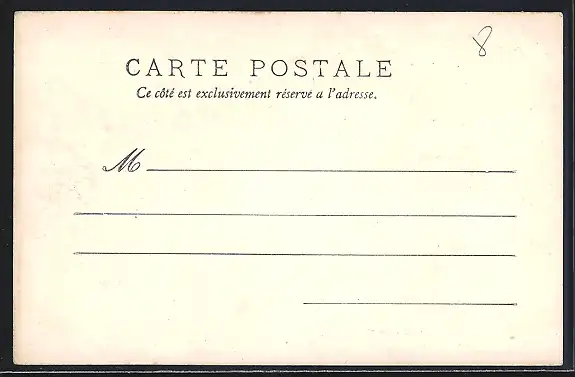 8
CARTE POSTALE
Ce côté est exclusivement réservé a l'adresse.
M